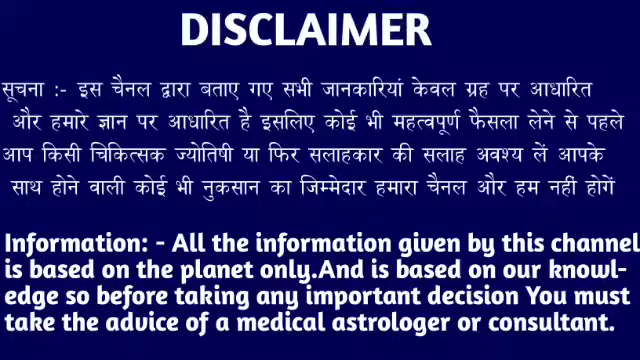 DISCLAIMER
सूचना :- इस चैनल द्वारा बताए गए सभी जानकारियां केवल ग्रह पर आधारित
और हमारे ज्ञान पर आधारित है इसलिए कोई भी महत्वपूर्ण फैसला लेने से पहले
आप किसी चिकित्सक ज्योतिषी या फिर सलाहकार की सलाह अवश्य लें आपके
साथ होने वाली कोई भी नुकसान का जिम्मेदार हमारा चैनल और हम नहीं होगें
Information: - All the information given by this channel
is based on the planet only.And is based on our knowl-
edge so before taking any important decision You must
take the advice of a medical astrologer or consultant.